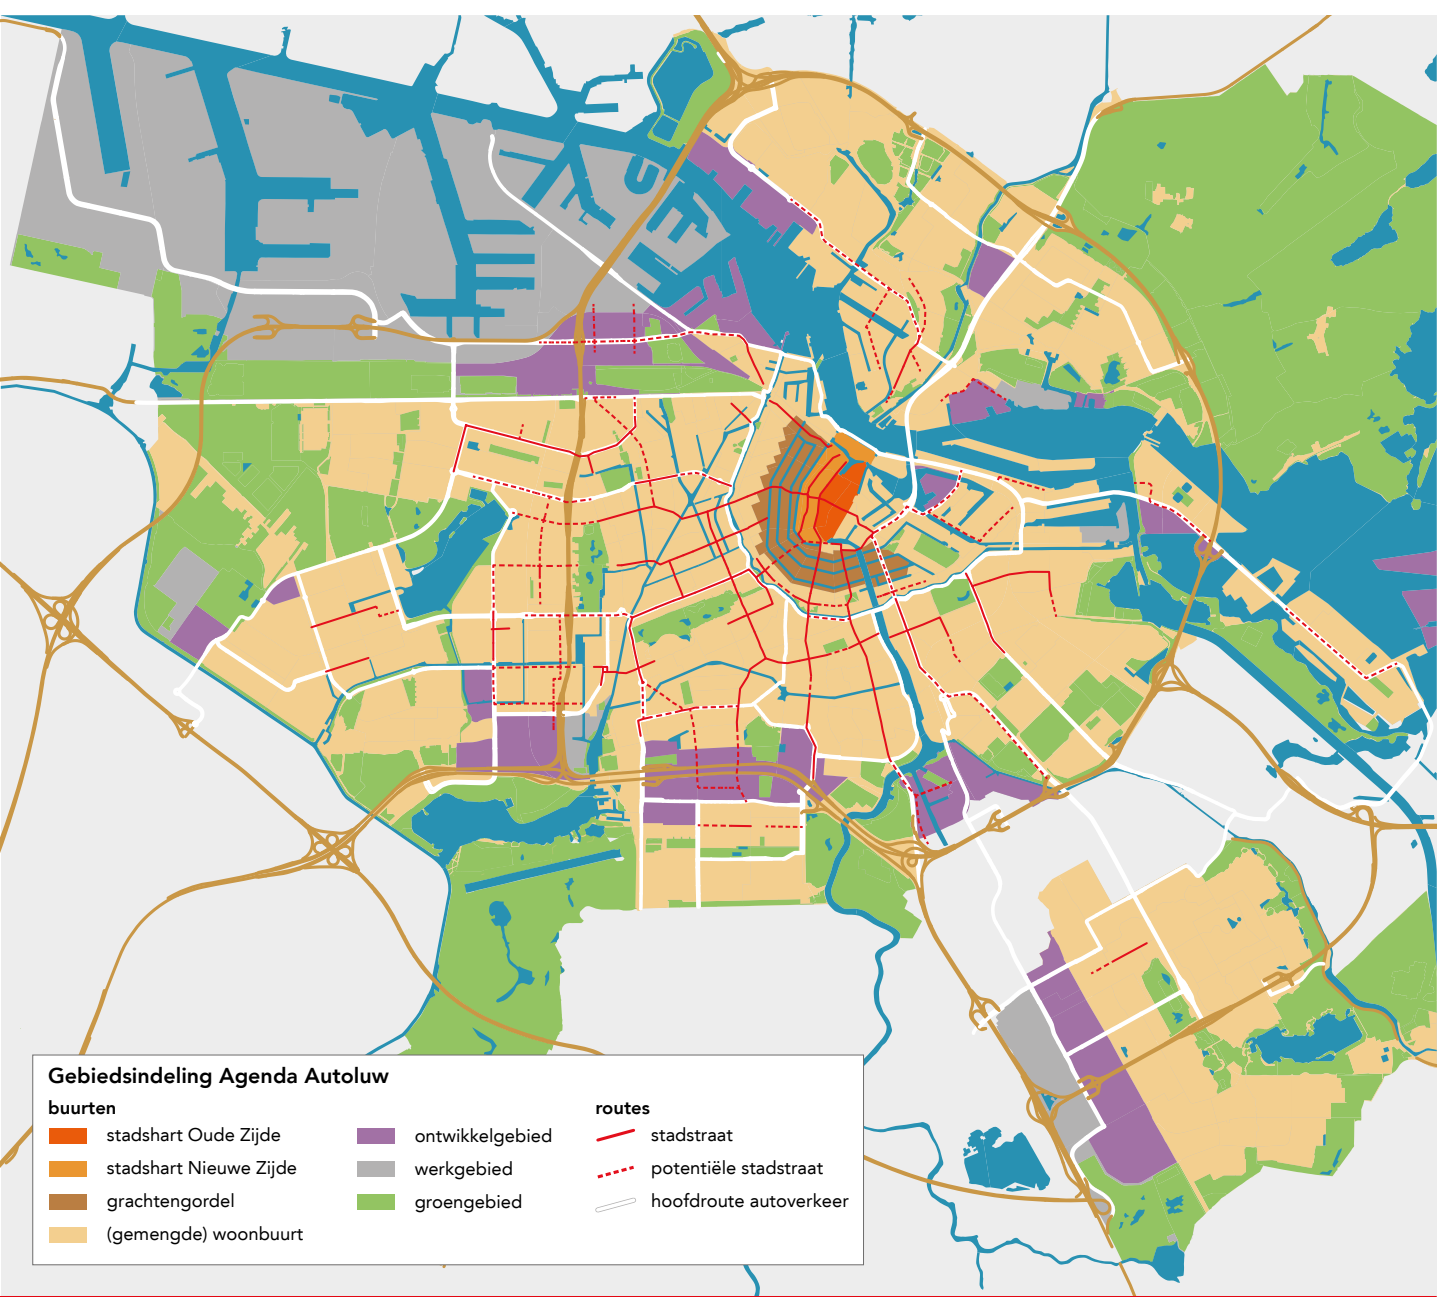 Gebiedsindeling Agenda Autoluw
buurten
stadshart Oude Zijde
stadshart Nieuwe Zijde
grachtengordel
(gemengde) woonbuurt
ontwikkelgebied
werkgebied
groengebied
routes
stadstraat
potentiële stadstraat
hoofdroute autoverkeer